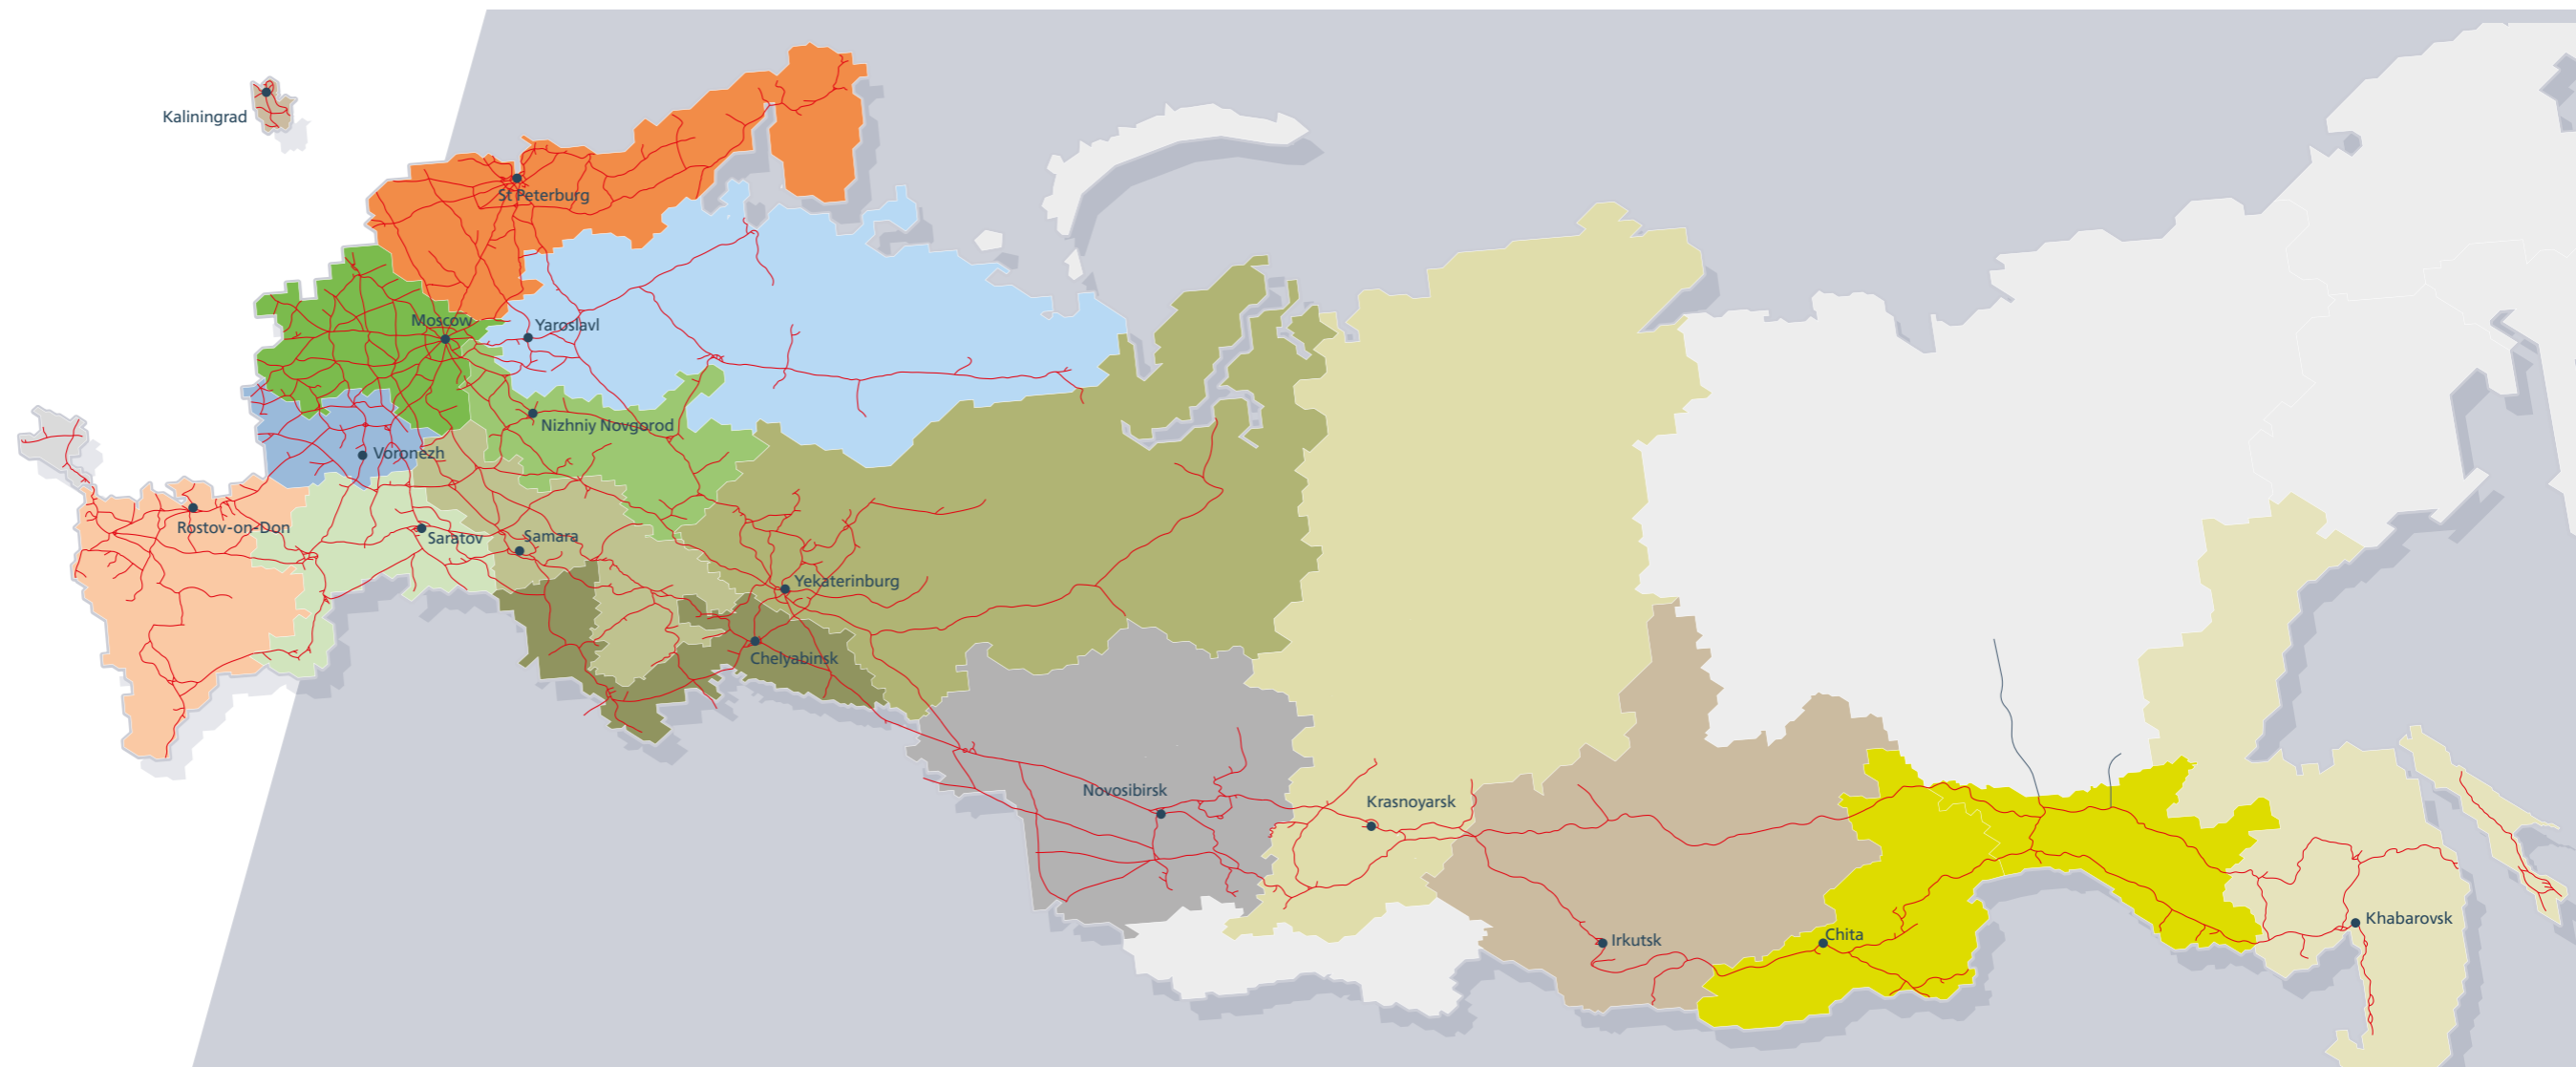 Kaliningrad
St Peterburg
Moscow
Yaroslavl
Nizhniy Novgorod
Voronezh
Rostov-on-Don
Saratov
Samara
Yekaterinburg
Chelyabinsk
Novosibirsk
Krasnoyarsk
Irkutsk
Chita
Khabarovsk